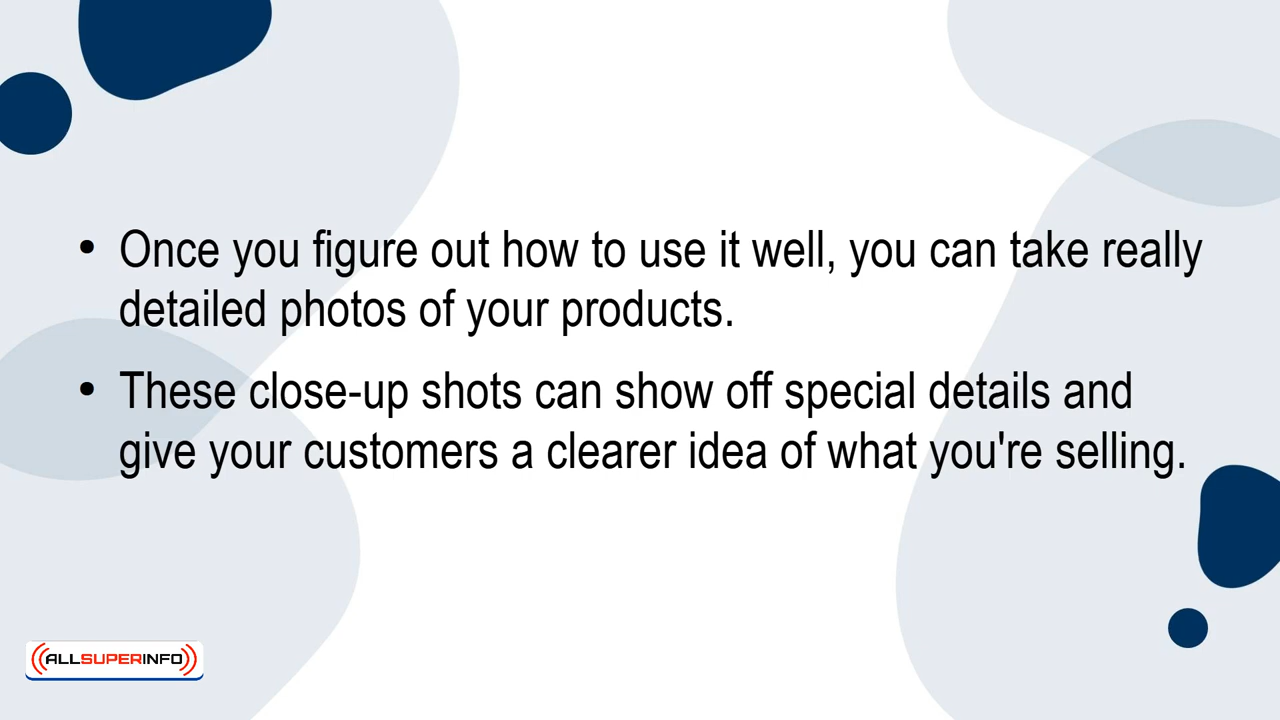 • Once you figure out how to use it well, you can take really
detailed photos of your products.
• These close-up shots can show off special details and
give your customers a clearer idea of what you're selling.
ALLSUPERINFO